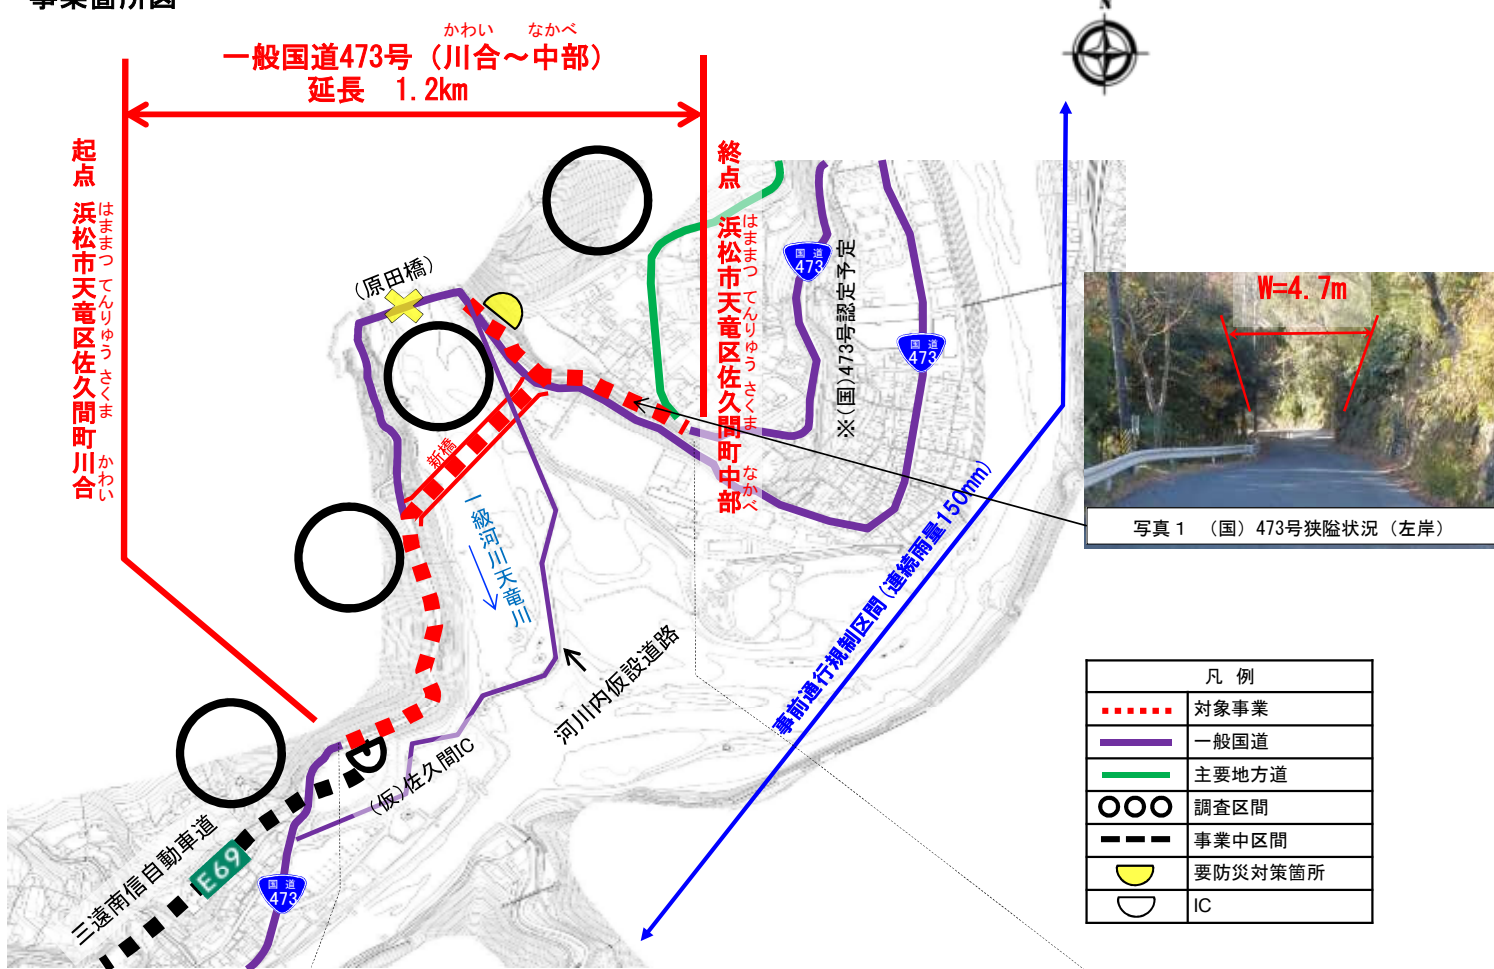 事業箇所図
N
かわい なかべ
一般国道473号（川合～中部）
延長 1.2km
起点 浜松市天竜区佐久間町川合
はままつ てんりゅう さくま かわい
終点 浜松市天竜区佐久間町中部
はままつ てんりゅう さくま なかべ
（原田橋）
国道
473
※(国)473号認定予定
国道
473
W=4.7m
写真１ （国）473号狭隘状況（左岸）
新橋
一級河川天竜川
事前通行規制区間(連続雨量150mm)
河川内仮設道路
(仮)佐久間IC
三遠南信自動車道
E69
国道
473
凡 例
対象事業
一般国道
主要地方道
調査区間
事業中区間
要防災対策箇所
IC